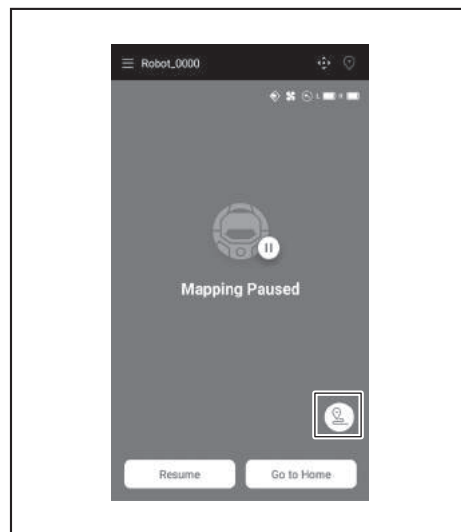 Robot_0000
L R
Mapping Paused
Resume
Go to Home